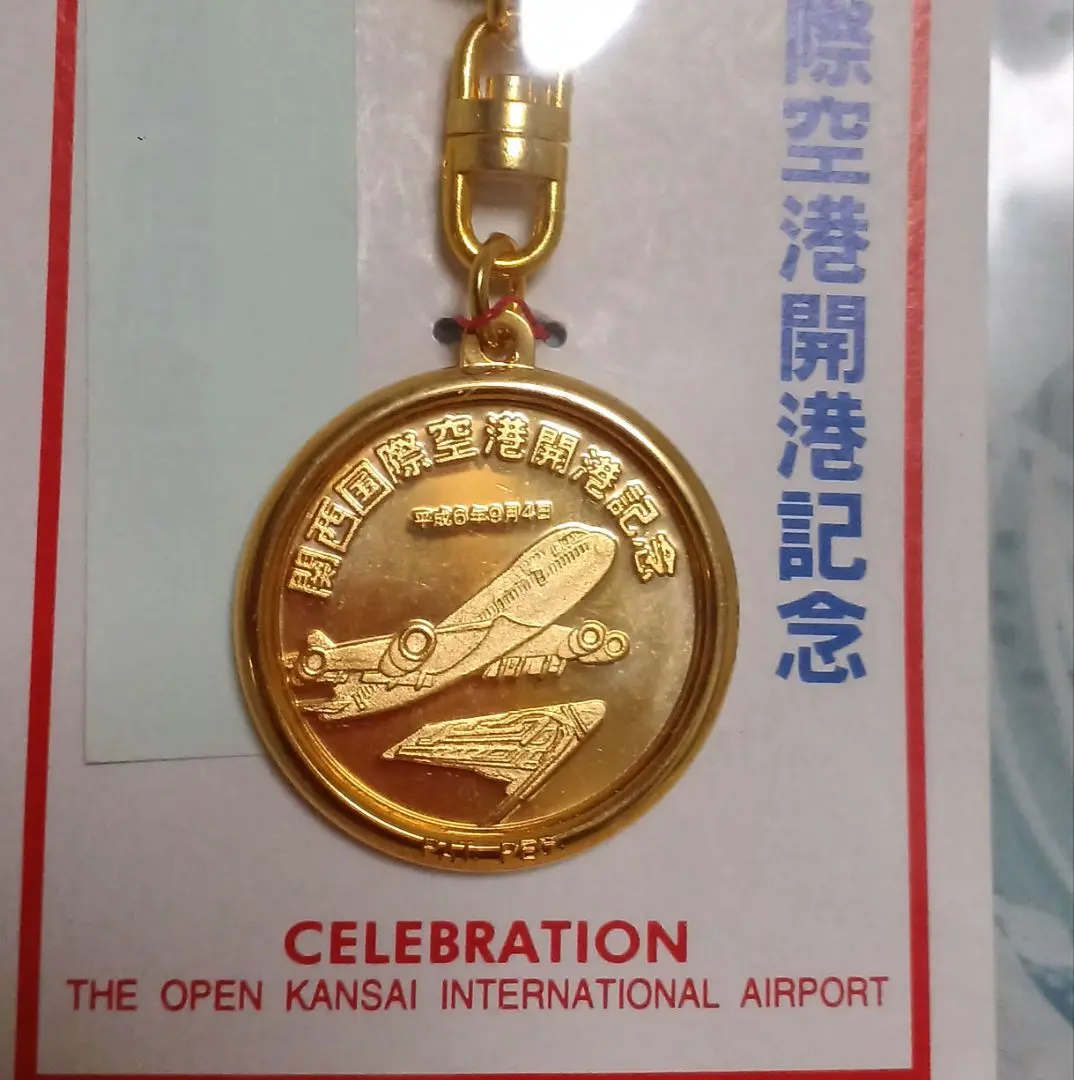 際空港開港記念
関西国際空港開港記念
平成6年9月4日
CELEBRATION
THE OPEN KANSAI INTERNATIONAL AIRPORT